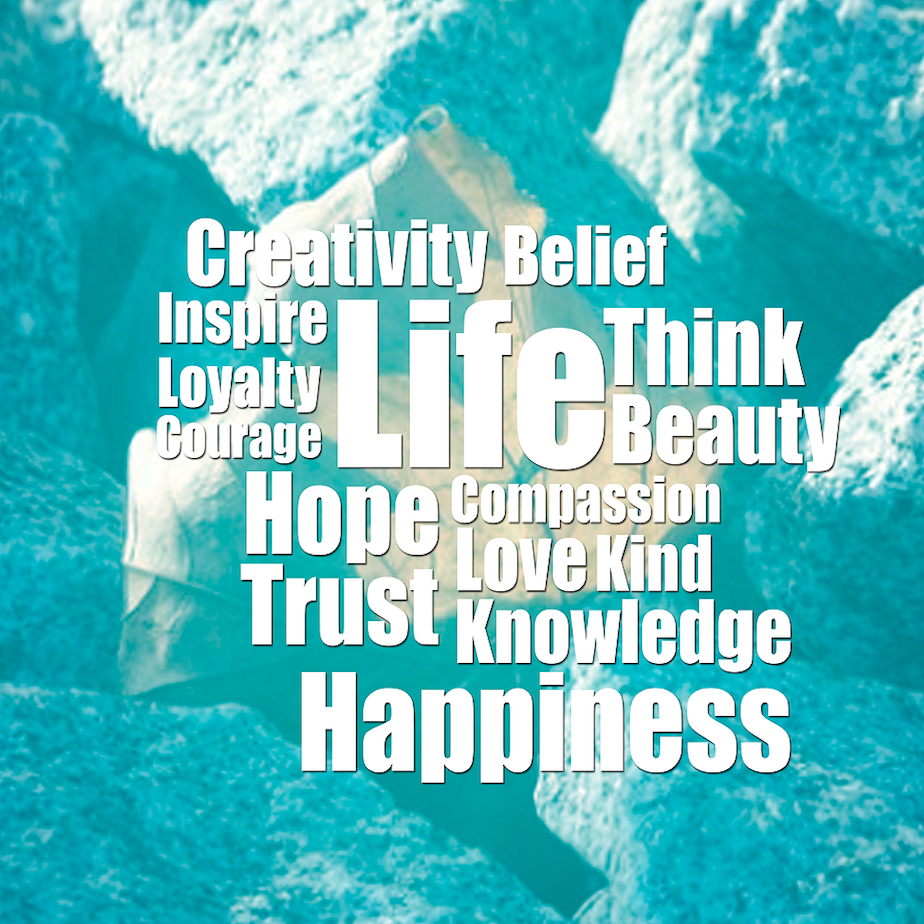 Creativity Belief
Inspire
Life
Think
Loyalty
Beauty
Courage
Hope
Compassion
Love Kind
Trust
Knowledge
Happiness